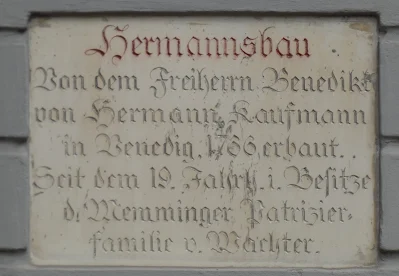 Hermannsbau
Von dem Freiherrn Benedikt
von Hermann, Kaufmann
in Venedig, 1766 erbaut.
Seit dem 19. Jahrh. i. Besitze
d. Memminger Patrizier-
familie v. Wachter.